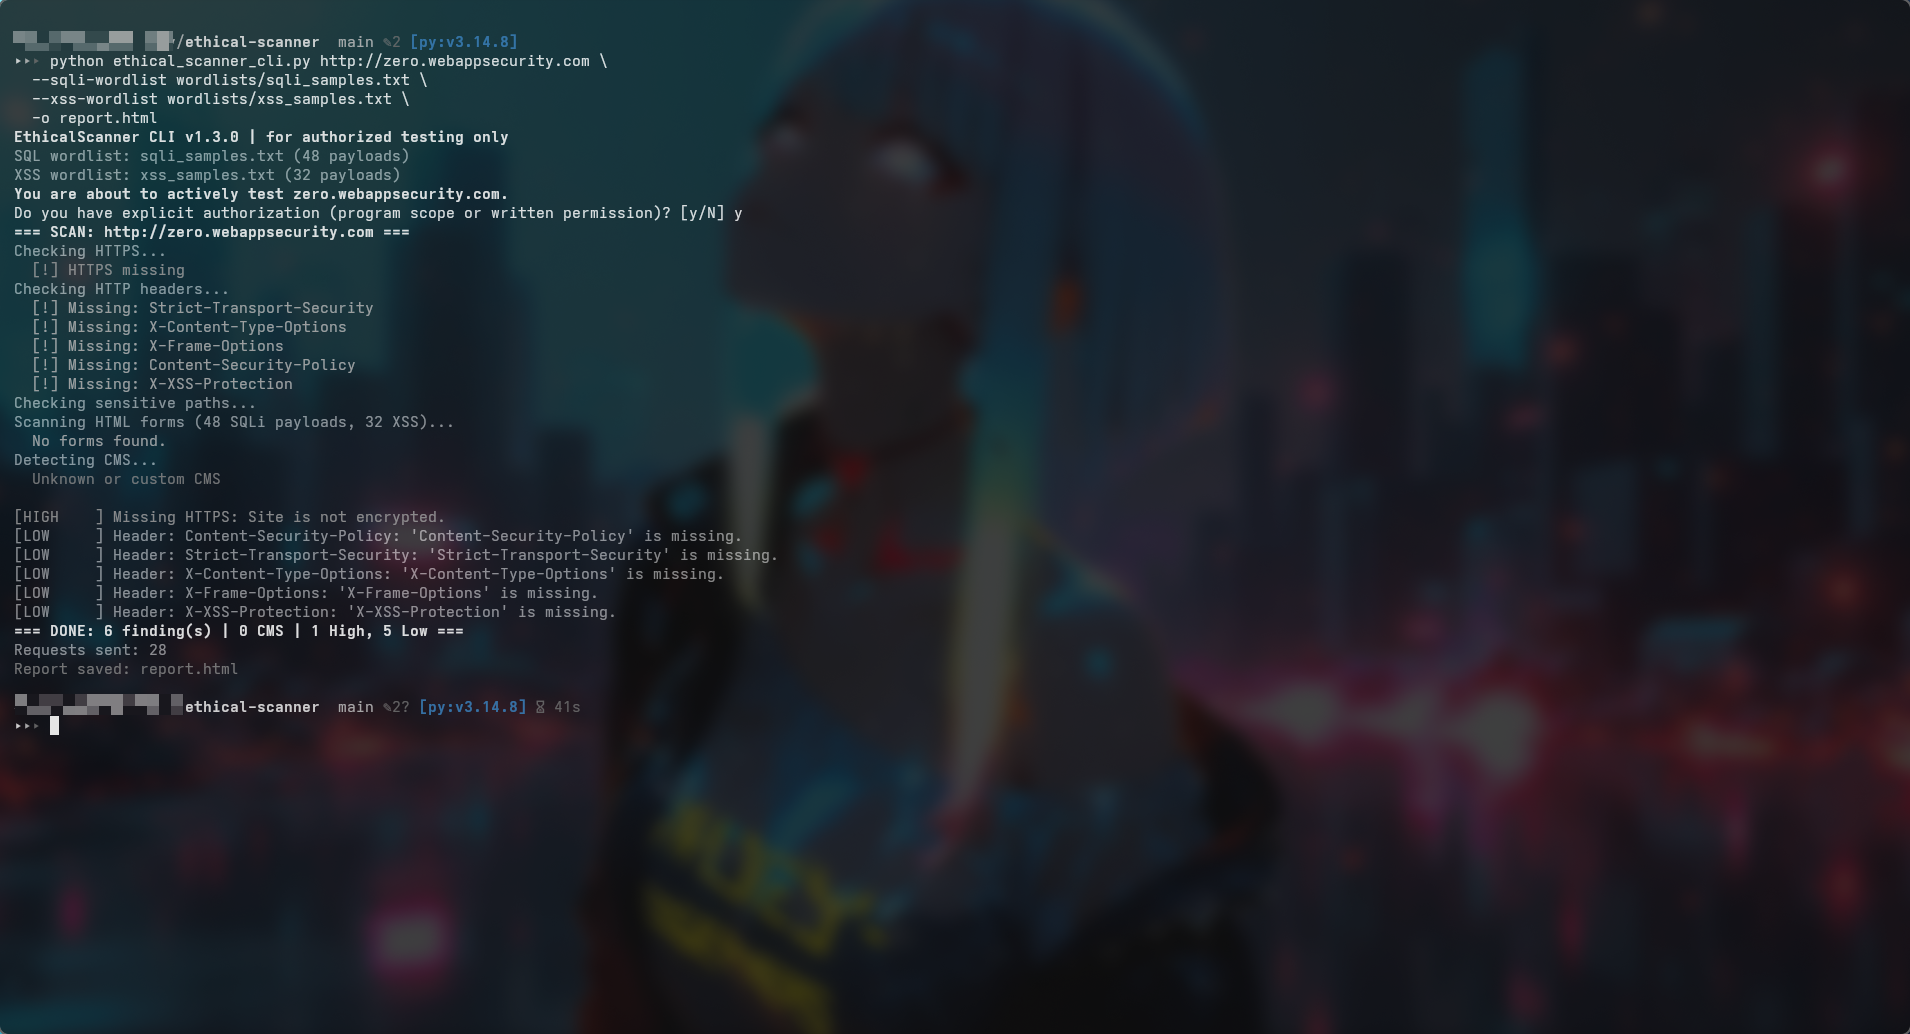 /ethical-scanner main ✎2 [py:v3.14.8]
▸▸▸ python ethical_scanner_cli.py http://zero.webappsecurity.com \
--sqli-wordlist wordlists/sqli_samples.txt \
--xss-wordlist wordlists/xss_samples.txt \
-o report.html
EthicalScanner CLI v1.3.0 | for authorized testing only
SQL wordlist: sqli_samples.txt (48 payloads)
XSS wordlist: xss_samples.txt (32 payloads)
You are about to actively test zero.webappsecurity.com.
Do you have explicit authorization (program scope or written permission)? [y/N] y
=== SCAN: http://zero.webappsecurity.com ===
Checking HTTPS...
[!] HTTPS missing
Checking HTTP headers...
[!] Missing: Strict-Transport-Security
[!] Missing: X-Content-Type-Options
[!] Missing: X-Frame-Options
[!] Missing: Content-Security-Policy
[!] Missing: X-XSS-Protection
Checking sensitive paths...
Scanning HTML forms (48 SQLi payloads, 32 XSS)...
No forms found.
Detecting CMS...
Unknown or custom CMS
[HIGH    ] Missing HTTPS: Site is not encrypted.
[LOW     ] Header: Content-Security-Policy: 'Content-Security-Policy' is missing.
[LOW     ] Header: Strict-Transport-Security: 'Strict-Transport-Security' is missing.
[LOW     ] Header: X-Content-Type-Options: 'X-Content-Type-Options' is missing.
[LOW     ] Header: X-Frame-Options: 'X-Frame-Options' is missing.
[LOW     ] Header: X-XSS-Protection: 'X-XSS-Protection' is missing.
=== DONE: 6 finding(s) | 0 CMS | 1 High, 5 Low ===
Requests sent: 28
Report saved: report.html
ethical-scanner main ✎2? [py:v3.14.8] ⌛ 41s
▸▸▸